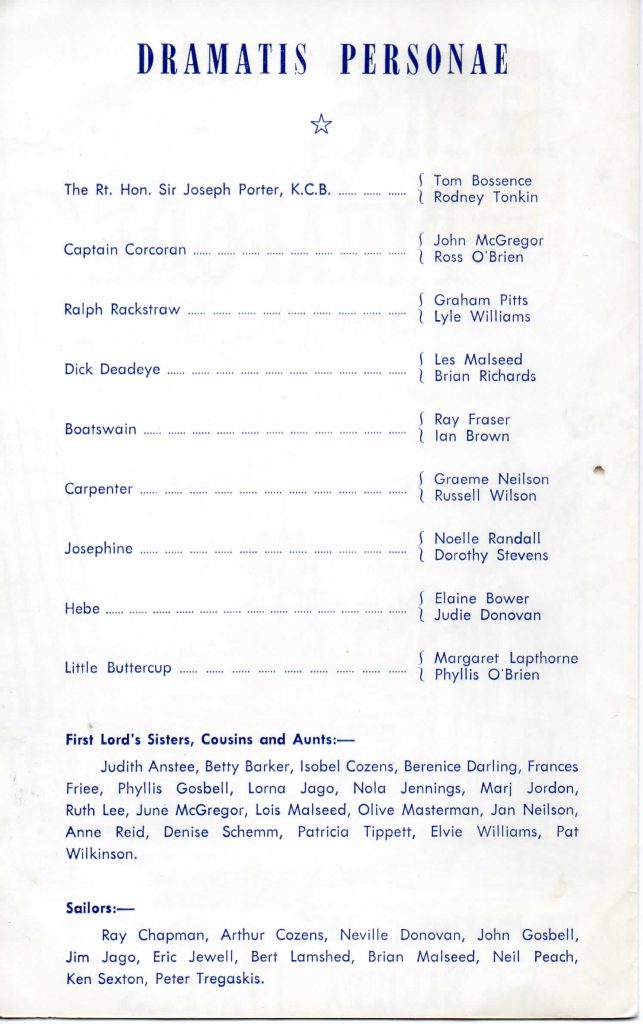 DRAMATIS PERSONAE
The Rt. Hon. Sir Joseph Porter, K.C.B. ...... ...... ...... { Tom Bossence
Rodney Tonkin
Captain Corcoran ...... ...... ...... ...... ...... ...... ...... ...... ...... { John McGregor
Ross O'Brien
Ralph Rackstraw ...... ...... ...... ...... ...... ...... ...... ...... ...... { Graham Pitts
Lyle Williams
Dick Deadeye ...... ...... ...... ...... ...... ...... ...... ...... ...... ...... { Les Malseed
Brian Richards
Boatswain ...... ...... ...... ...... ...... ...... ...... ...... ...... ...... ...... { Ray Fraser
Ian Brown
Carpenter ...... ...... ...... ...... ...... ...... ...... ...... ...... ...... ...... { Graeme Neilson
Russell Wilson
Josephine ...... ...... ...... ...... ...... ...... ...... ...... ...... ...... ...... { Noelle Randall
Dorothy Stevens
Hebe ...... ...... ...... ...... ...... ...... ...... ...... ...... ...... ...... ...... ...... { Elaine Bower
Judie Donovan
Little Buttercup ...... ...... ...... ...... ...... ...... ...... ...... ...... { Margaret Lapthorne
Phyllis O'Brien
First Lord's Sisters, Cousins and Aunts:—
Judith Anstee, Betty Barker, Isobel Cozens, Berenice Darling, Frances
Friee, Phyllis Gosbell, Lorna Jago, Nola Jennings, Marj Jordon,
Ruth Lee, June McGregor, Lois Malseed, Olive Masterman, Jan Neilson,
Anne Reid, Denise Schemm, Patricia Tippett, Elvie Williams, Pat
Wilkinson.
Sailors:—
Ray Chapman, Arthur Cozens, Neville Donovan, John Gosbell,
Jim Jago, Eric Jewell, Bert Lamshed, Brian Malseed, Neil Peach,
Ken Sexton, Peter Tregaskis.